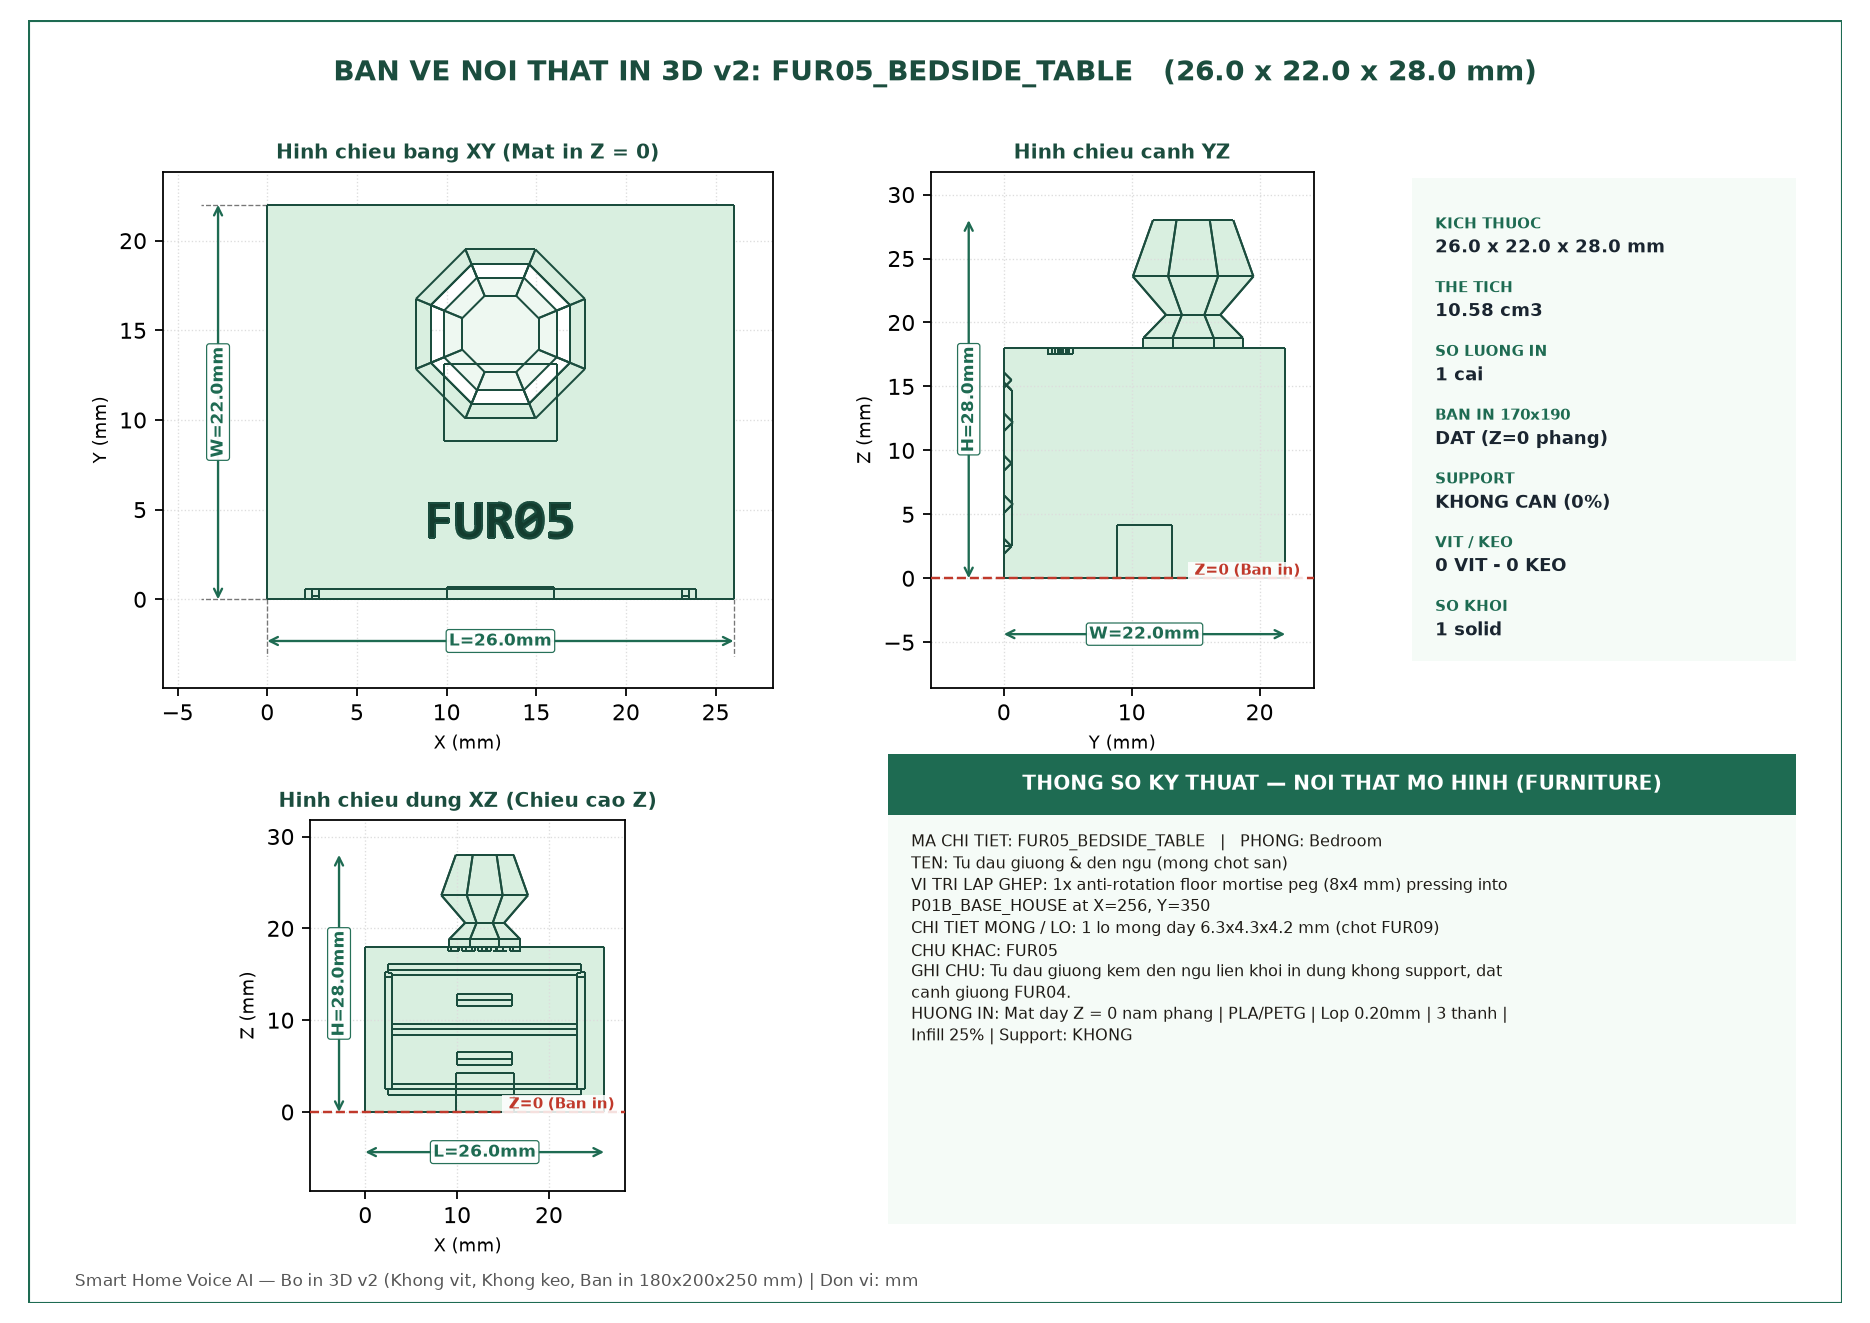 BAN VE NOI THAT IN 3D v2: FUR05_BEDSIDE_TABLE (26.0 x 22.0 x 28.0 mm)
Hinh chieu bang XY (Mat in Z = 0)
20
15
10
5
0
Y (mm)
W=22.0mm
FUR05
L=26.0mm
−5 0 5 10 15 20 25
X (mm)
Hinh chieu canh YZ
30
25
20
15
10
5
0
−5
Z (mm)
H=28.0mm
Z=0 (Ban in)
W=22.0mm
0 10 20
Y (mm)
KICH THUOC
26.0 x 22.0 x 28.0 mm
THE TICH
10.58 cm3
SO LUONG IN
1 cai
BAN IN 170x190
DAT (Z=0 phang)
SUPPORT
KHONG CAN (0%)
VIT / KEO
0 VIT - 0 KEO
SO KHOI
1 solid
Hinh chieu dung XZ (Chieu cao Z)
30
20
10
0
Z (mm)
H=28.0mm
Z=0 (Ban in)
L=26.0mm
0 10 20
X (mm)
THONG SO KY THUAT — NOI THAT MO HINH (FURNITURE)
MA CHI TIET: FUR05_BEDSIDE_TABLE | PHONG: Bedroom
TEN: Tu dau giuong & den ngu (mong chot san)
VI TRI LAP GHEP: 1x anti-rotation floor mortise peg (8x4 mm) pressing into
P01B_BASE_HOUSE at X=256, Y=350
CHI TIET MONG / LO: 1 lo mong day 6.3x4.3x4.2 mm (chot FUR09)
CHU KHAC: FUR05
GHI CHU: Tu dau giuong kem den ngu lien khoi in dung khong support, dat
canh giuong FUR04.
HUONG IN: Mat day Z = 0 nam phang | PLA/PETG | Lop 0.20mm | 3 thanh |
Infill 25% | Support: KHONG
Smart Home Voice AI — Bo in 3D v2 (Khong vit, Khong keo, Ban in 180x200x250 mm) | Don vi: mm